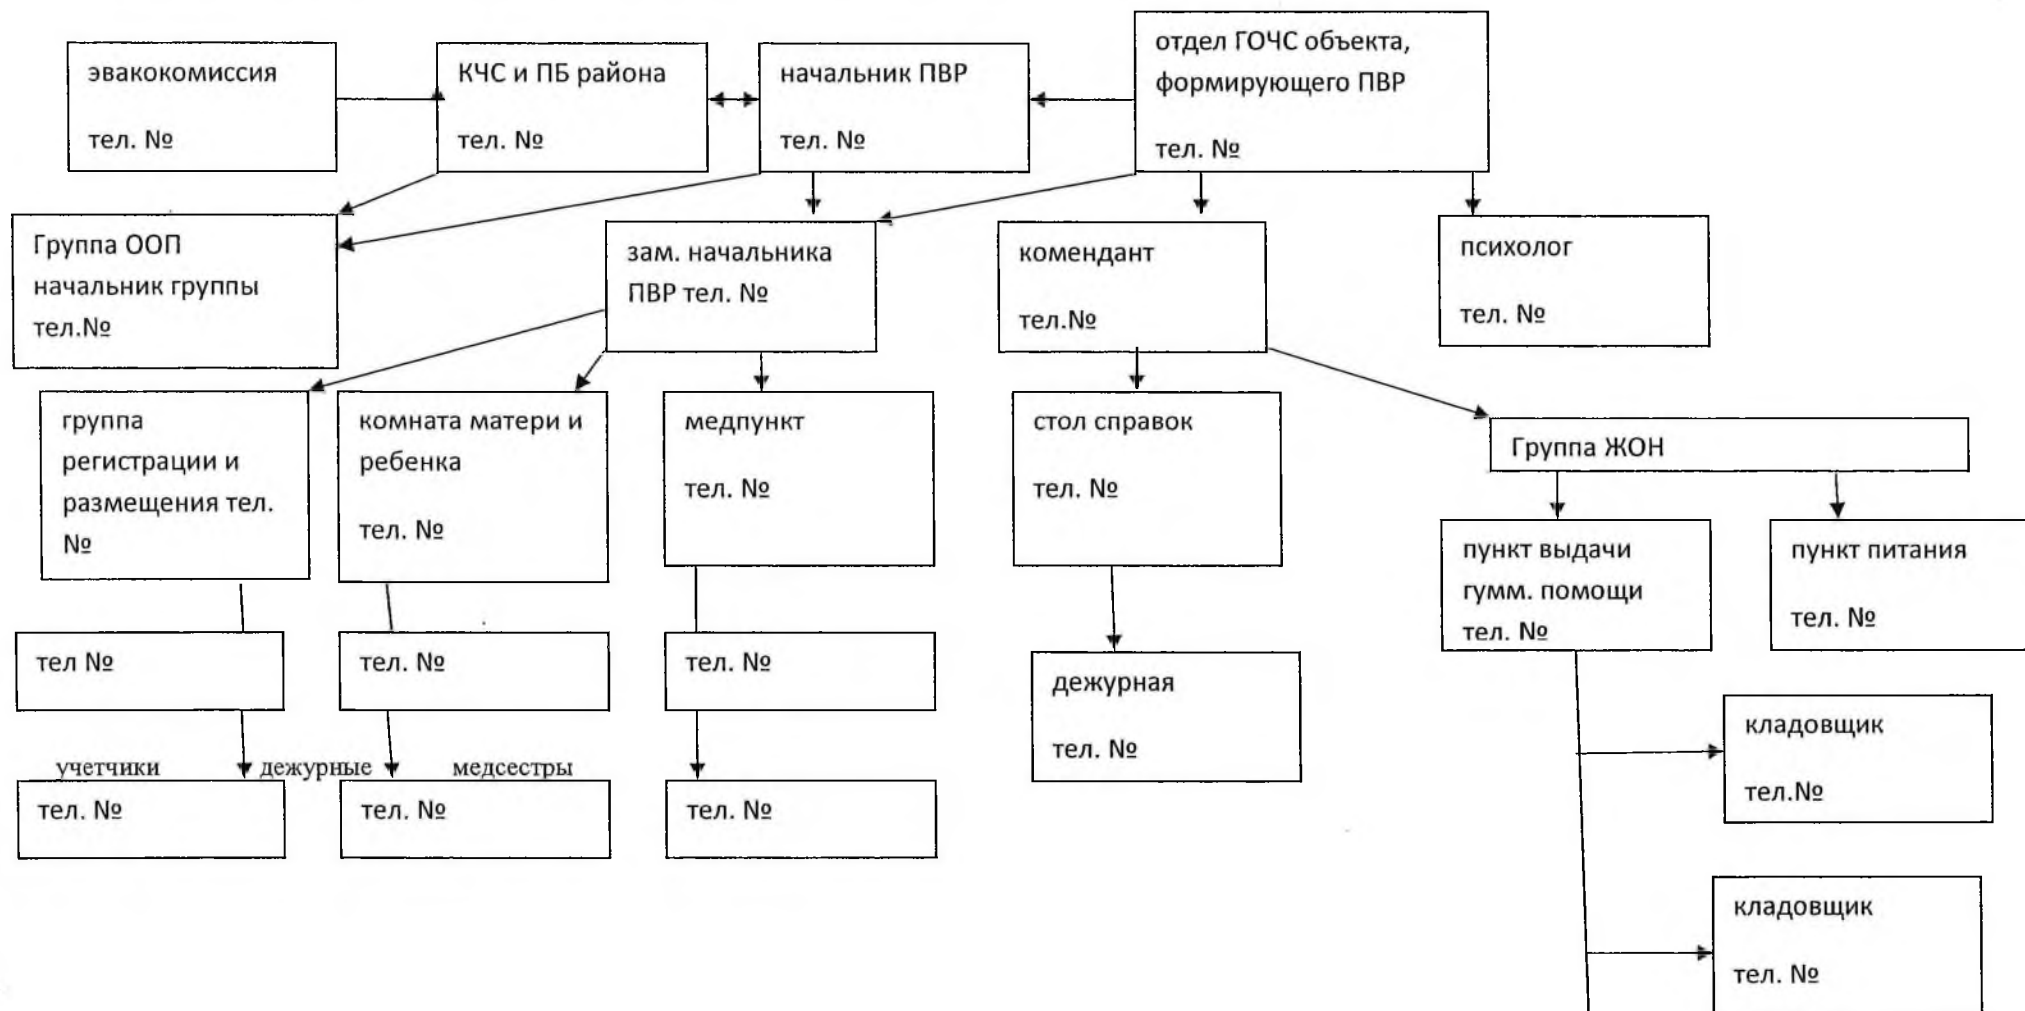 эвакокомиссия
тел. №
КЧС и ПБ района
тел. №
начальник ПВР
тел. №
отдел ГОЧС объекта,
формирующего ПВР
тел. №
Группа ООП
начальник группы
тел.№
зам. начальника
ПВР тел. №
комендант
тел.№
психолог
тел. №
группа
регистрации и
размещения тел.
№
комната матери и
ребенка
тел. №
медпункт
тел. №
стол справок
тел. №
Группа ЖОН
пункт выдачи
гумм. помощи
тел. №
пункт питания
тел. №
тел №
тел. №
тел. №
дежурная
тел. №
кладовщик
тел.№
учетчики
дежурные
медсестры
тел. №
тел. №
тел. №
кладовщик
тел. №